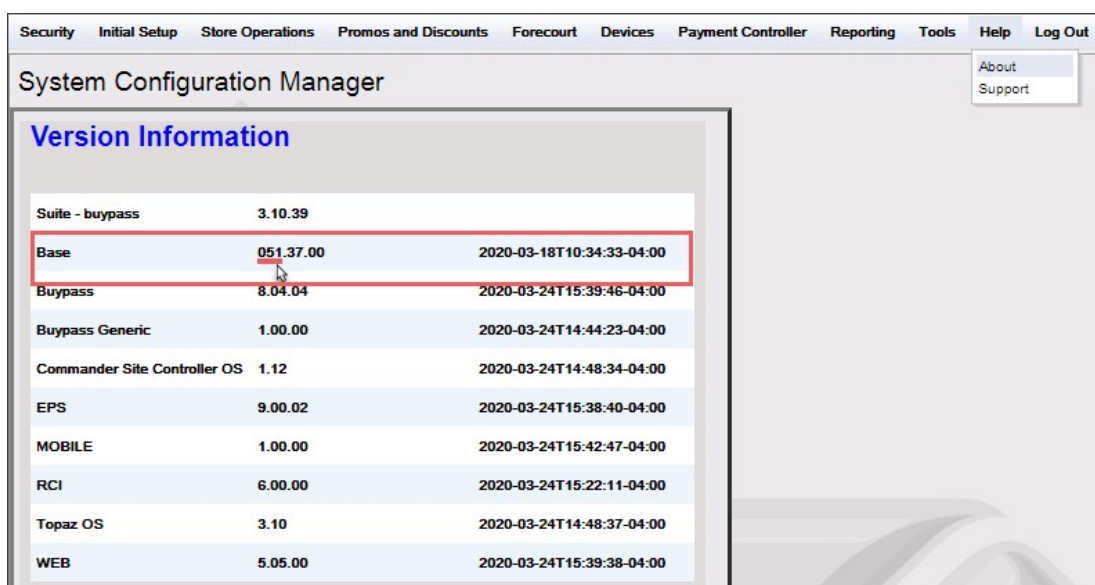 Security Initial Setup Store Operations Promos and Discounts Forecourt Devices Payment Controller Reporting Tools Help Log Out
About
Support
System Configuration Manager
Version Information
Suite - buypass 3.10.39
Base 051.37.00 2020-03-18T10:34:33-04:00
Buypass 8.04.04 2020-03-24T15:39:46-04:00
Buypass Generic 1.00.00 2020-03-24T14:44:23-04:00
Commander Site Controller OS 1.12 2020-03-24T14:48:34-04:00
EPS 9.00.02 2020-03-24T15:38:40-04:00
MOBILE 1.00.00 2020-03-24T15:42:47-04:00
RCI 6.00.00 2020-03-24T15:22:11-04:00
Topaz OS 3.10 2020-03-24T14:48:37-04:00
WEB 5.05.00 2020-03-24T15:39:38-04:00